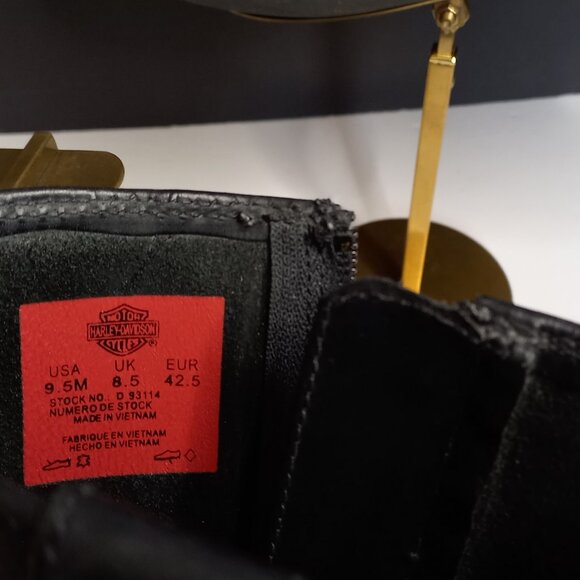 MOTOR
HARLEY-DAVIDSON
®
USA UK EUR
9.5M 8.5 42.5
STOCK NO.: D 93114
NUMERO DE STOCK
MADE IN VIETNAM
FABRIQUE EN VIETNAM
HECHO EN VIETNAM